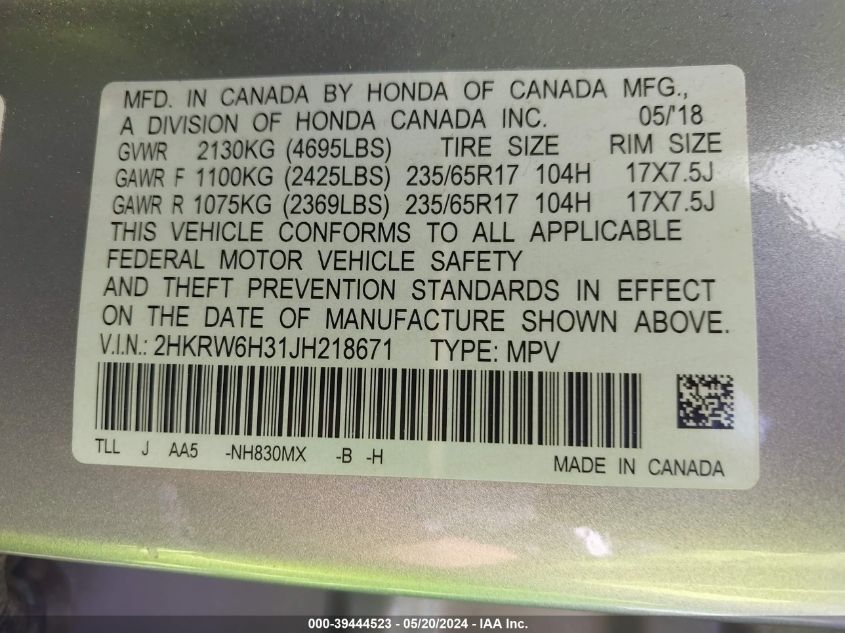 MFD. IN CANADA BY HONDA OF CANADA MFG.,
A DIVISION OF HONDA CANADA INC. 05/'18
GVWR 2130KG (4695LBS) TIRE SIZE RIM SIZE
GAWR F 1100KG (2425LBS) 235/65R17 104H 17X7.5J
GAWR R 1075KG (2369LBS) 235/65R17 104H 17X7.5J
THIS VEHICLE CONFORMS TO ALL APPLICABLE
FEDERAL MOTOR VEHICLE SAFETY
AND THEFT PREVENTION STANDARDS IN EFFECT
ON THE DATE OF MANUFACTURE SHOWN ABOVE.
V.I.N.: 2HKRW6H31JH218671 TYPE: MPV
TLL J AA5 -NH830MX -B -H
MADE IN CANADA
000-39444523 — 05/20/2024 — IAA Inc.